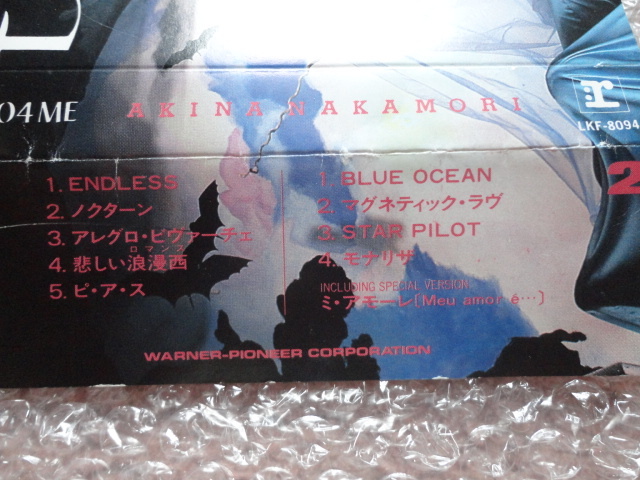 04 ME
AKINA NAKAMORI
r
LKF-8094
1. ENDLESS
2. ノクターン
3. アレグロ・ビヴァーチェ
ロマンス
4. 悲しい浪漫西
5. ピ・ア・ス
1. BLUE OCEAN
2. マグネティック・ラヴ
3. STAR PILOT
4. モナリザ
INCLUDING SPECIAL VERSION
ミ・アモーレ〔Meu amor é…〕
2
WARNER-PIONEER CORPORATION